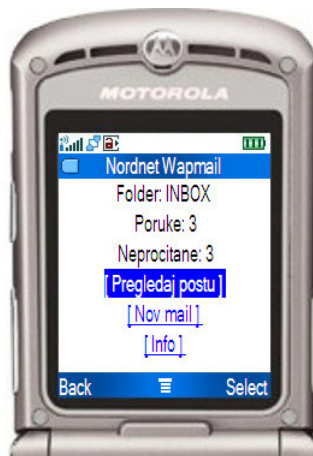 MOTOROLA
Nordnet Wapmail
Folder: INBOX
Poruke: 3
Neprocitane: 3
[ Pregledaj postu ]
[ Nov mail ]
[ Info ]
Back Select